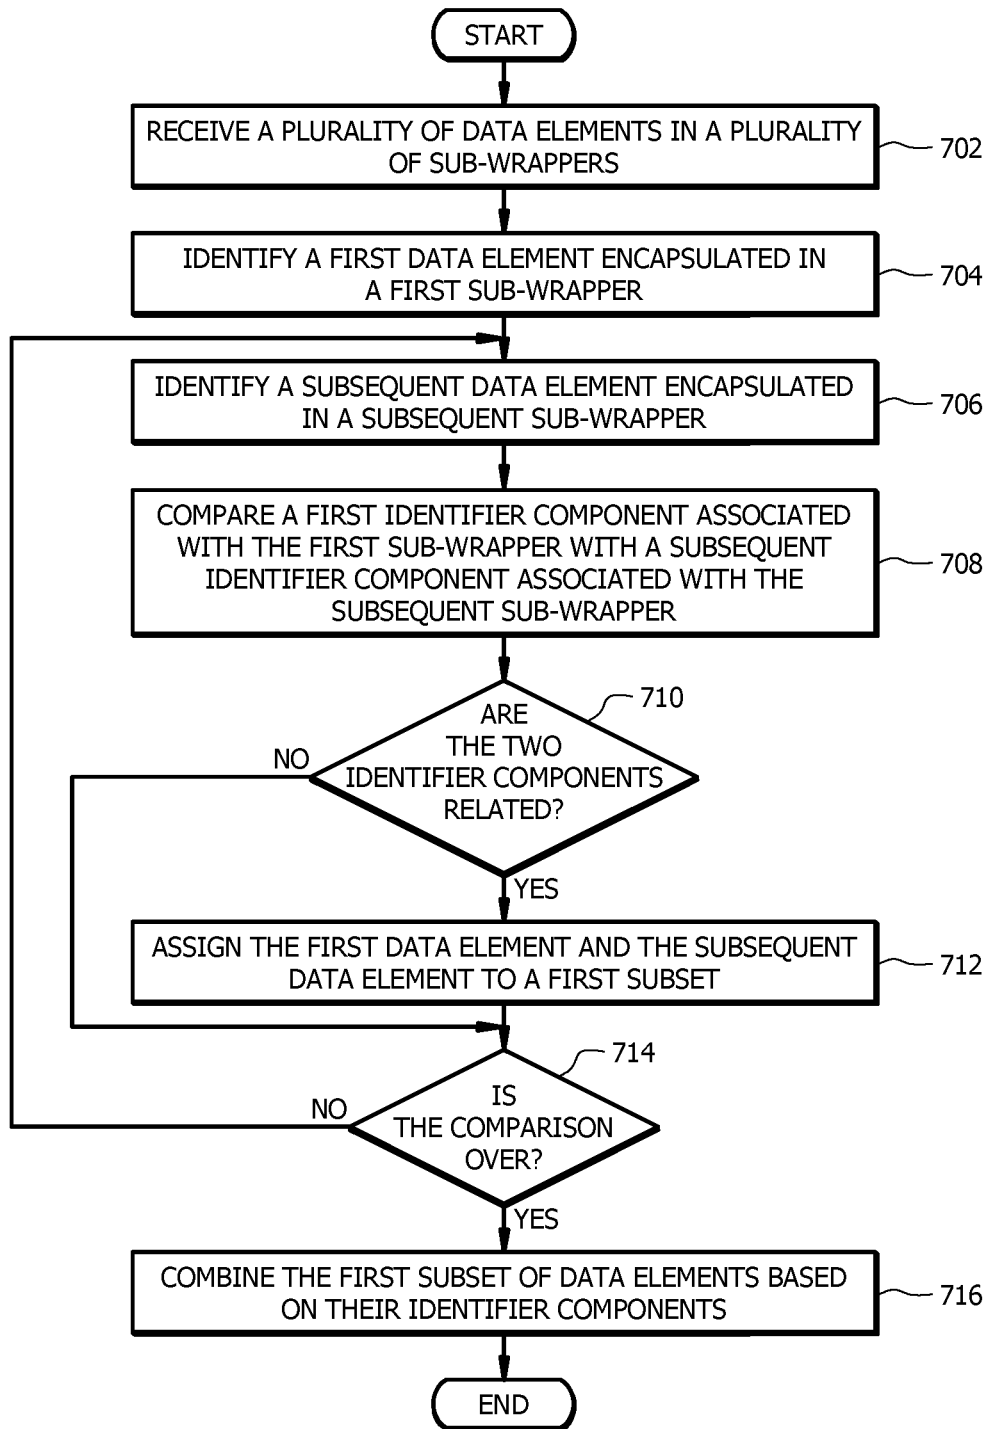 START
RECEIVE A PLURALITY OF DATA ELEMENTS IN A PLURALITY
OF SUB-WRAPPERS
702
IDENTIFY A FIRST DATA ELEMENT ENCAPSULATED IN
A FIRST SUB-WRAPPER
704
IDENTIFY A SUBSEQUENT DATA ELEMENT ENCAPSULATED
IN A SUBSEQUENT SUB-WRAPPER
706
COMPARE A FIRST IDENTIFIER COMPONENT ASSOCIATED
WITH THE FIRST SUB-WRAPPER WITH A SUBSEQUENT
IDENTIFIER COMPONENT ASSOCIATED WITH THE
SUBSEQUENT SUB-WRAPPER
708
ARE
THE TWO
IDENTIFIER COMPONENTS
RELATED?
710
NO
YES
ASSIGN THE FIRST DATA ELEMENT AND THE SUBSEQUENT
DATA ELEMENT TO A FIRST SUBSET
712
IS
THE COMPARISON
OVER?
714
NO
YES
COMBINE THE FIRST SUBSET OF DATA ELEMENTS BASED
ON THEIR IDENTIFIER COMPONENTS
716
END